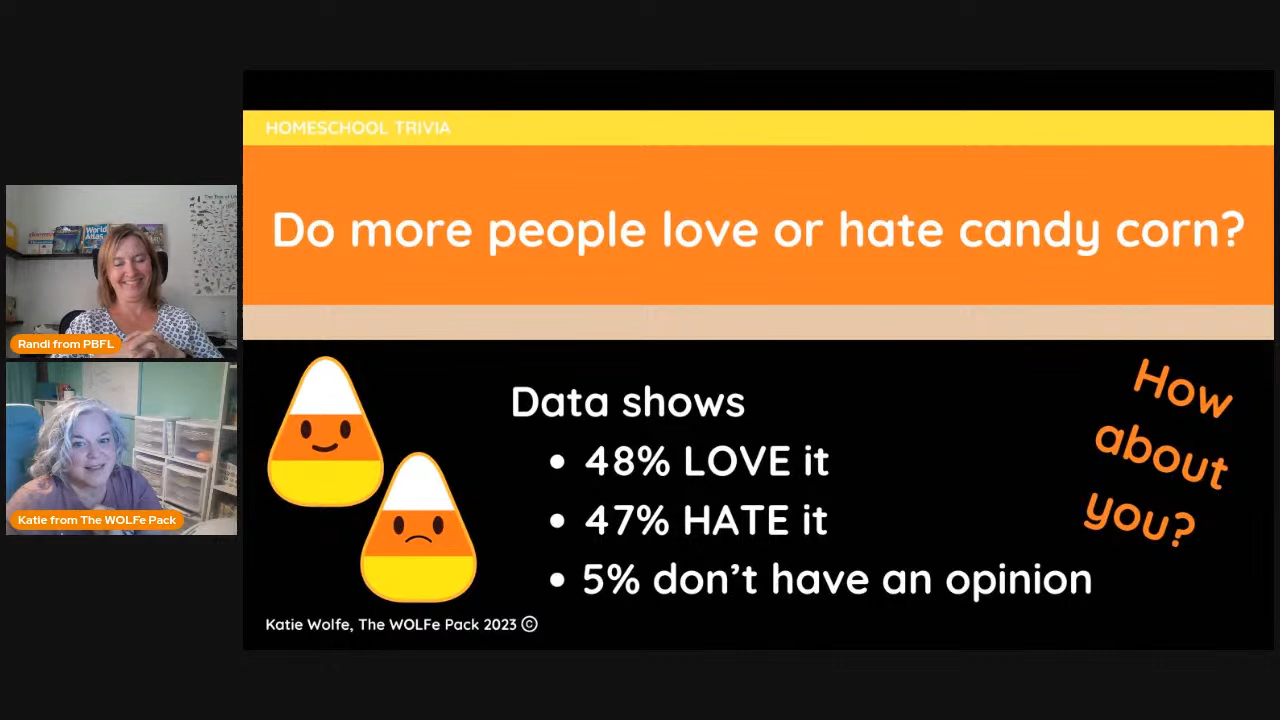 HOMESCHOOL TRIVIA
Do more people love or hate candy corn?
World
Atlas
Randi from PBFL
Katie from The WOLFe Pack
Data shows
• 48% LOVE it
• 47% HATE it
• 5% don't have an opinion
How
about
you?
Katie Wolfe, The WOLFe Pack 2023 ©